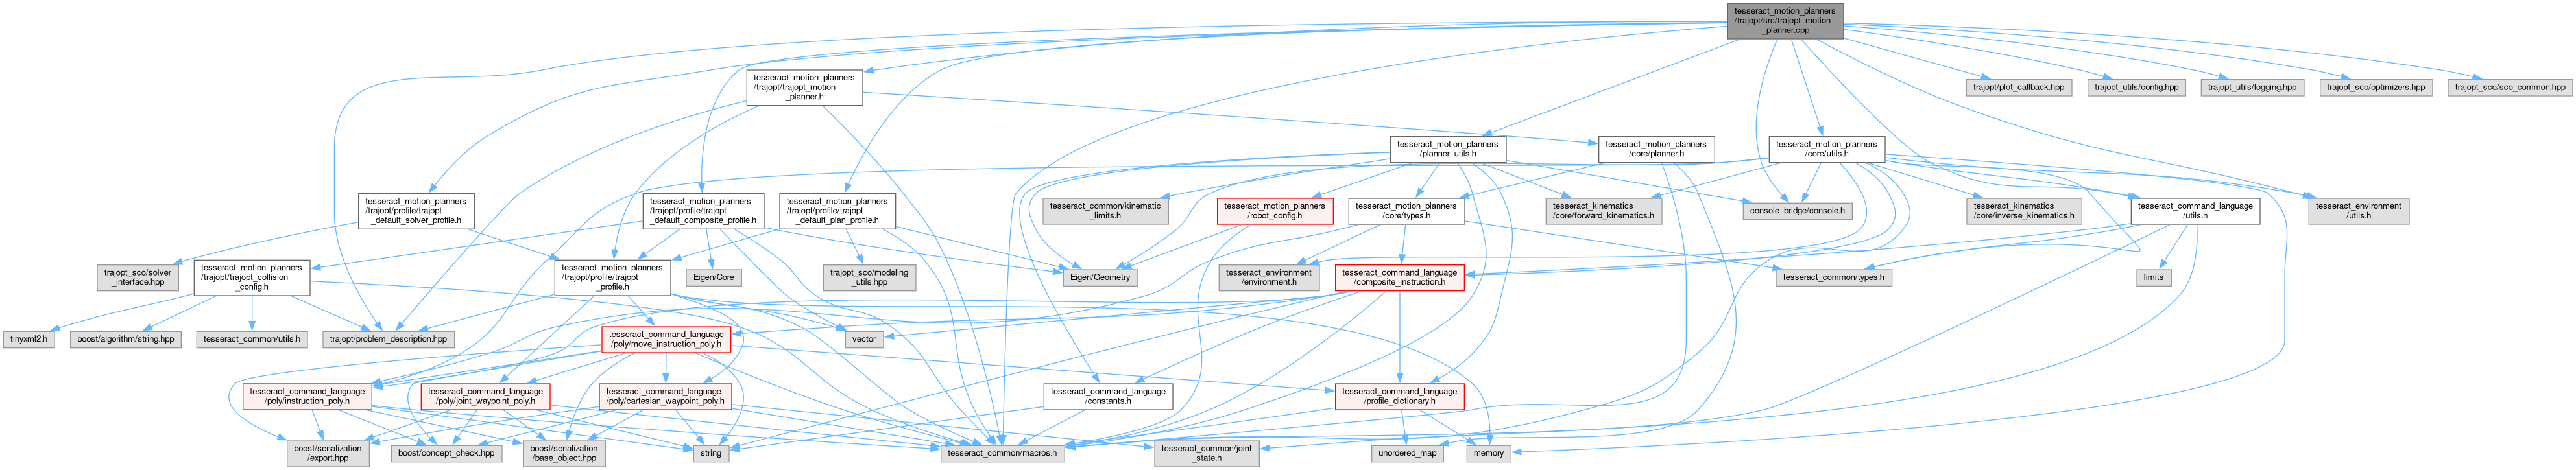 tesseract_motion_planners
/trajopt/src/trajopt_motion
_planner.cpp
tesseract_motion_planners
/trajopt/trajopt_motion
_planner.h
trajopt/plot_callback.hpp
trajopt_utils/config.hpp
trajopt_utils/logging.hpp
trajopt_sco/optimizers.hpp
trajopt_sco/sco_common.hpp
tesseract_motion_planners
/planner_utils.h
tesseract_motion_planners
/core/planner.h
tesseract_motion_planners
/core/utils.h
tesseract_motion_planners
/trajopt/profile/trajopt
_default_solver_profile.h
tesseract_motion_planners
/trajopt/profile/trajopt
_default_composite_profile.h
tesseract_motion_planners
/trajopt/profile/trajopt
_default_plan_profile.h
tesseract_common/kinematic
_limits.h
tesseract_motion_planners
/robot_config.h
tesseract_motion_planners
/core/types.h
tesseract_kinematics
/core/forward_kinematics.h
console_bridge/console.h
tesseract_kinematics
/core/inverse_kinematics.h
tesseract_command_language
/utils.h
tesseract_environment
/utils.h
trajopt_sco/solver
_interface.hpp
tesseract_motion_planners
/trajopt/trajopt_collision
_config.h
tesseract_motion_planners
/trajopt/profile/trajopt
_profile.h
Eigen/Core
trajopt_sco/modeling
_utils.hpp
Eigen/Geometry
tesseract_environment
/environment.h
tesseract_command_language
/composite_instruction.h
tesseract_common/types.h
limits
tinyxml2.h
boost/algorithm/string.hpp
tesseract_common/utils.h
trajopt/problem_description.hpp
tesseract_command_language
/poly/move_instruction_poly.h
vector
tesseract_command_language
/poly/instruction_poly.h
tesseract_command_language
/poly/joint_waypoint_poly.h
tesseract_command_language
/poly/cartesian_waypoint_poly.h
tesseract_command_language
/constants.h
tesseract_command_language
/profile_dictionary.h
boost/serialization
/export.hpp
boost/concept_check.hpp
boost/serialization
/base_object.hpp
string
tesseract_common/macros.h
tesseract_common/joint
_state.h
unordered_map
memory